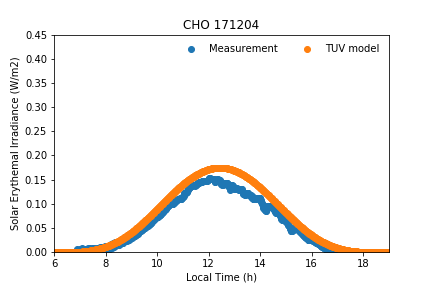 CHO 171204
Measurement
TUV model
Solar Erythemal Irradiance (W/m2)
0.45
0.40
0.35
0.30
0.25
0.20
0.15
0.10
0.05
0.00
6 8 10 12 14 16 18
Local Time (h)